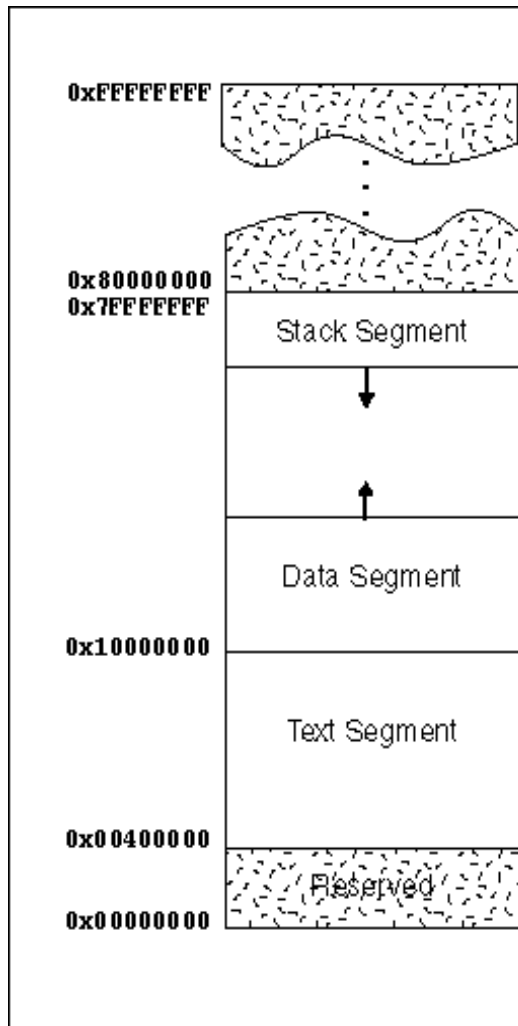 0xFFFFFFFF
0x80000000
0x7FFFFFFF
Stack Segment
Data Segment
0x10000000
Text Segment
0x00400000
Reserved
0x00000000